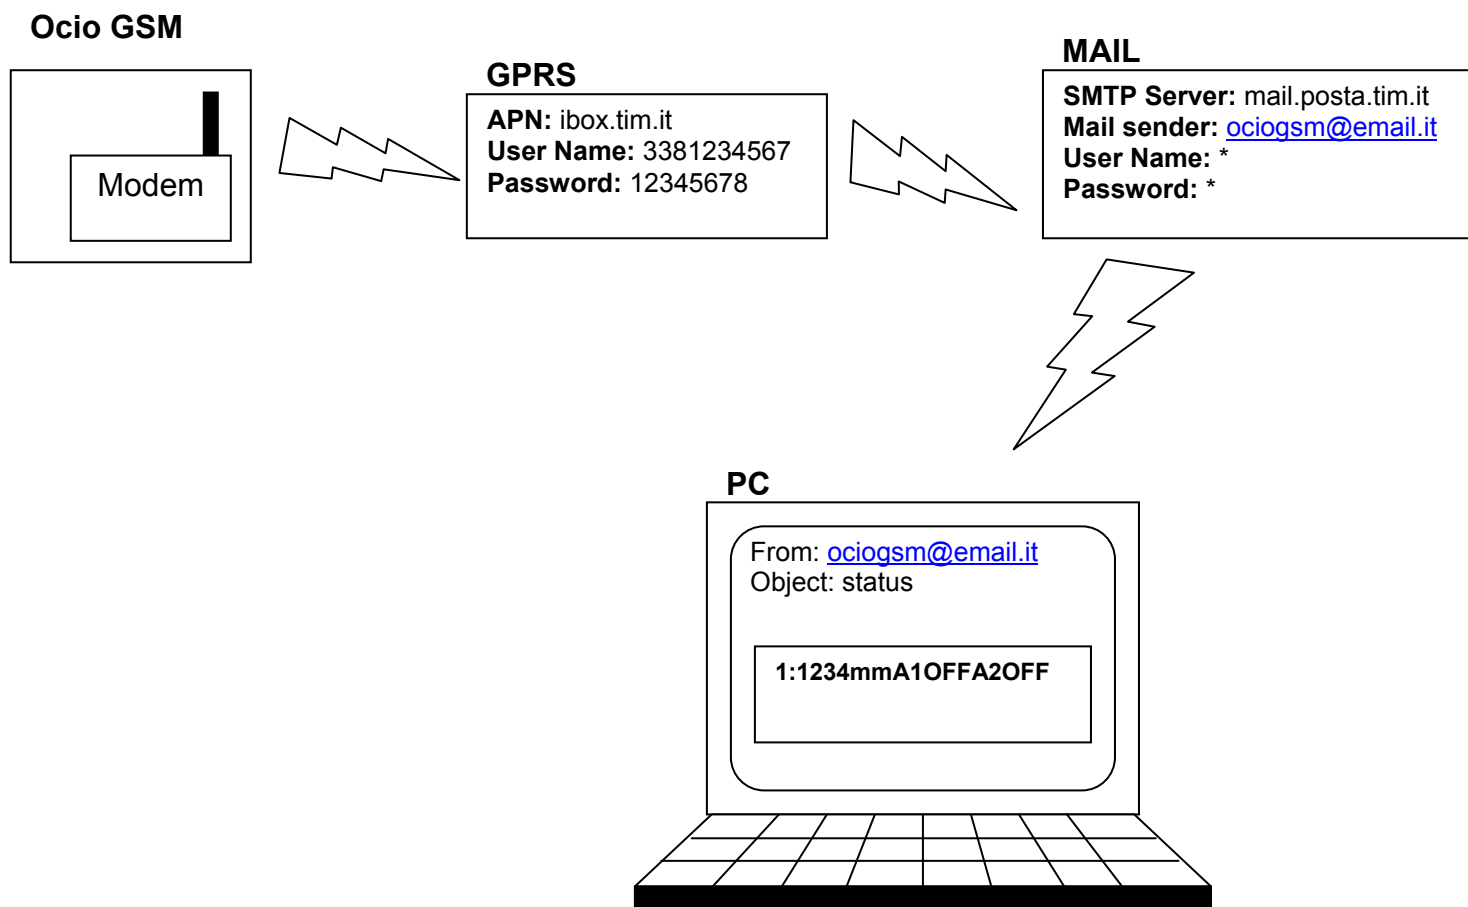 Ocio GSM
Modem
GPRS
APN: ibox.tim.it
User Name: 3381234567
Password: 12345678
MAIL
SMTP Server: mail.posta.tim.it
Mail sender: ociogsm@email.it
User Name: *
Password: *
PC
From: ociogsm@email.it
Object: status
1:1234mmA1OFFA2OFF